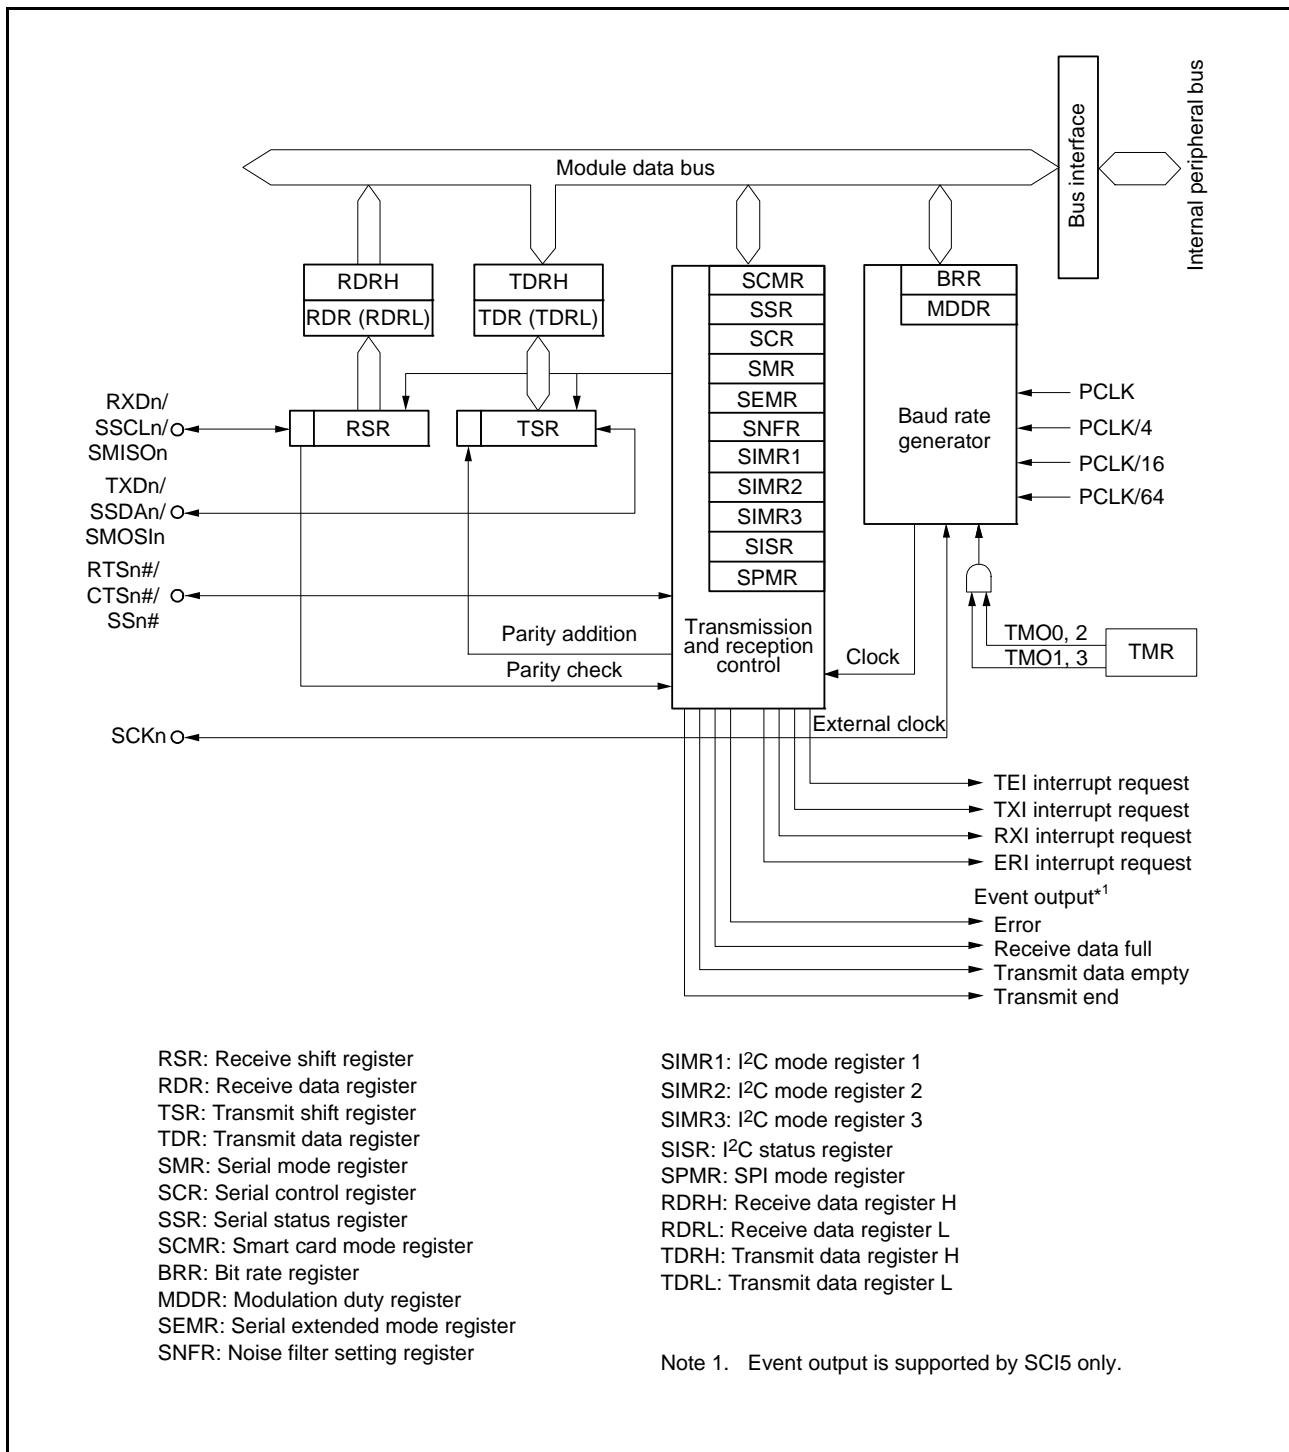 Module data bus
Bus interface
Internal peripheral bus
RDRH
RDR (RDRL)
TDRH
TDR (TDRL)
SCMR
SSR
SCR
SMR
SEMR
SNFR
SIMR1
SIMR2
SIMR3
SISR
SPMR
Transmission
and reception
control
BRR
MDDR
Baud rate
generator
PCLK
PCLK/4
PCLK/16
PCLK/64
RXDn/
SSCLn/
SMISOn
RSR
TSR
TXDn/
SSDAn/
SMOSIn
RTSn#/
CTSn#/
SSn#
Parity addition
Parity check
Clock
TMO0, 2
TMO1, 3
TMR
SCKn
External clock
TEI interrupt request
TXI interrupt request
RXI interrupt request
ERI interrupt request
Event output*1
Error
Receive data full
Transmit data empty
Transmit end
RSR: Receive shift register
RDR: Receive data register
TSR: Transmit shift register
TDR: Transmit data register
SMR: Serial mode register
SCR: Serial control register
SSR: Serial status register
SCMR: Smart card mode register
BRR: Bit rate register
MDDR: Modulation duty register
SEMR: Serial extended mode register
SNFR: Noise filter setting register
SIMR1: I2C mode register 1
SIMR2: I2C mode register 2
SIMR3: I2C mode register 3
SISR: I2C status register
SPMR: SPI mode register
RDRH: Receive data register H
RDRL: Receive data register L
TDRH: Transmit data register H
TDRL: Transmit data register L
Note 1. Event output is supported by SCI5 only.